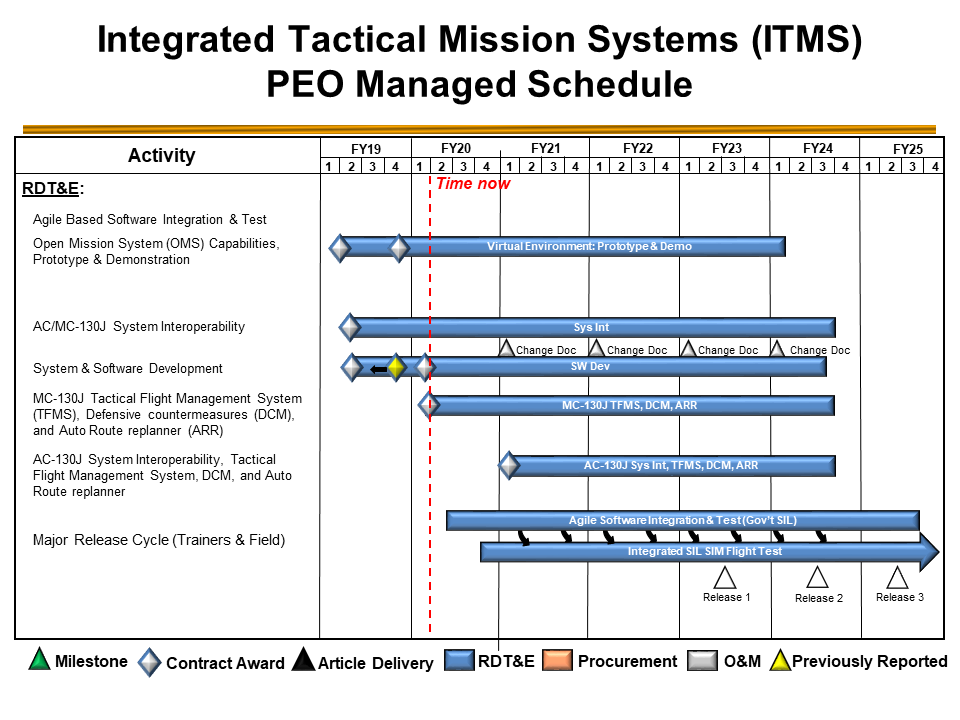 Integrated Tactical Mission Systems (ITMS)
PEO Managed Schedule
Activity
FY19 FY20 FY21 FY22 FY23 FY24 FY25
1 2 3 4 1 2 3 4 1 2 3 4 1 2 3 4 1 2 3 4 1 2 3 4 1 2 3 4
RDT&E:
Time now
Agile Based Software Integration & Test
Open Mission System (OMS) Capabilities,
Prototype & Demonstration
Virtual Environment: Prototype & Demo
AC/MC-130J System Interoperability
Sys Int
Change Doc Change Doc Change Doc Change Doc
System & Software Development
SW Dev
MC-130J Tactical Flight Management System
(TFMS), Defensive countermeasures (DCM),
and Auto Route replanner (ARR)
MC-130J TFMS, DCM, ARR
AC-130J System Interoperability, Tactical
Flight Management System, DCM, and Auto
Route replanner
AC-130J Sys Int, TFMS, DCM, ARR
Agile Software Integration & Test (Gov't SIL)
Major Release Cycle (Trainers & Field)
Integrated SIL SIM Flight Test
Release 1 Release 2 Release 3
Milestone Contract Award Article Delivery RDT&E Procurement O&M Previously Reported